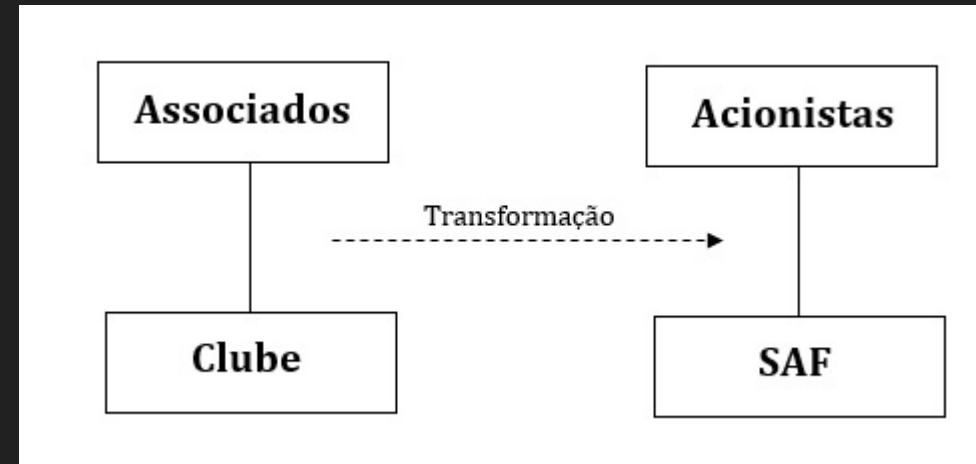 Associados
Acionistas
Transformação
Clube
SAF